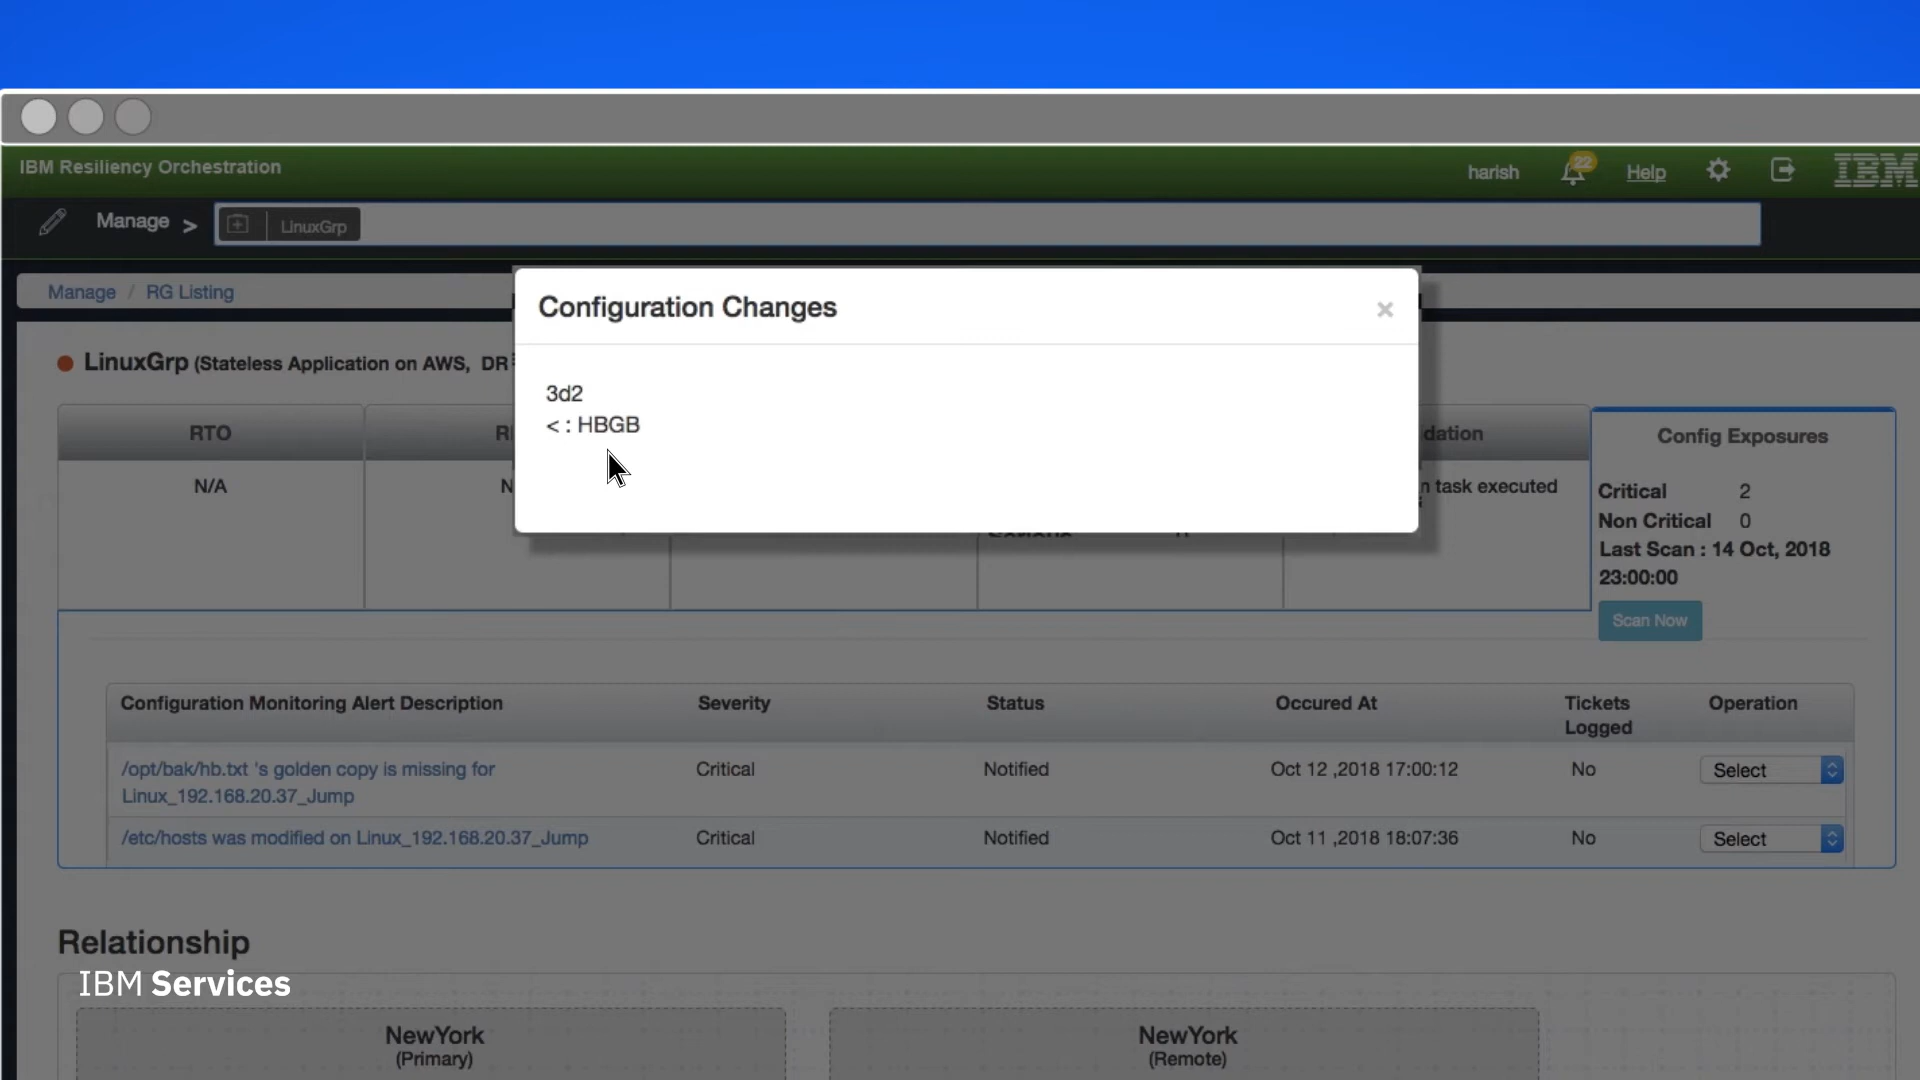 IBM Resiliency Orchestration
harish
22
Help
IBM
Manage >
LinuxGrp
Manage / RG Listing
Configuration Changes
×
3d2
< : HBGB
LinuxGrp (Stateless Application on AWS, DR
RTO
N/A
dation
task executed
Config Exposures
Critical 2
Non Critical 0
Last Scan : 14 Oct, 2018
23:00:00
Scan Now
Configuration Monitoring Alert Description Severity Status Occured At Tickets Logged Operation
/opt/bak/hb.txt 's golden copy is missing for
Linux_192.168.20.37_Jump
Critical Notified Oct 12 ,2018 17:00:12 No Select
/etc/hosts was modified on Linux_192.168.20.37_Jump Critical Notified Oct 11 ,2018 18:07:36 No Select
Relationship
IBM Services
NewYork
(Primary)
NewYork
(Remote)